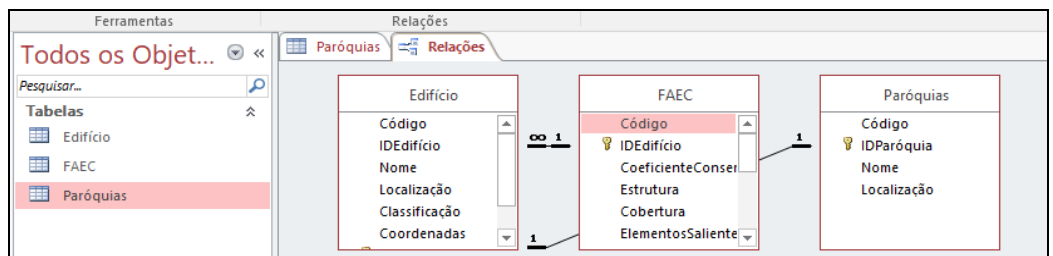 Ferramentas
Relações
Todos os Objet... «
Pesquisar...
Tabelas
Edifício
FAEC
Paróquias
Paróquias
Relações
Edifício
Código
IDEdifício
Nome
Localização
Classificação
Coordenadas
∞ 1
1
FAEC
Código
IDEdifício
CoeficienteConser
Estrutura
Cobertura
ElementosSaliente
1
Paróquias
Código
IDParóquia
Nome
Localização